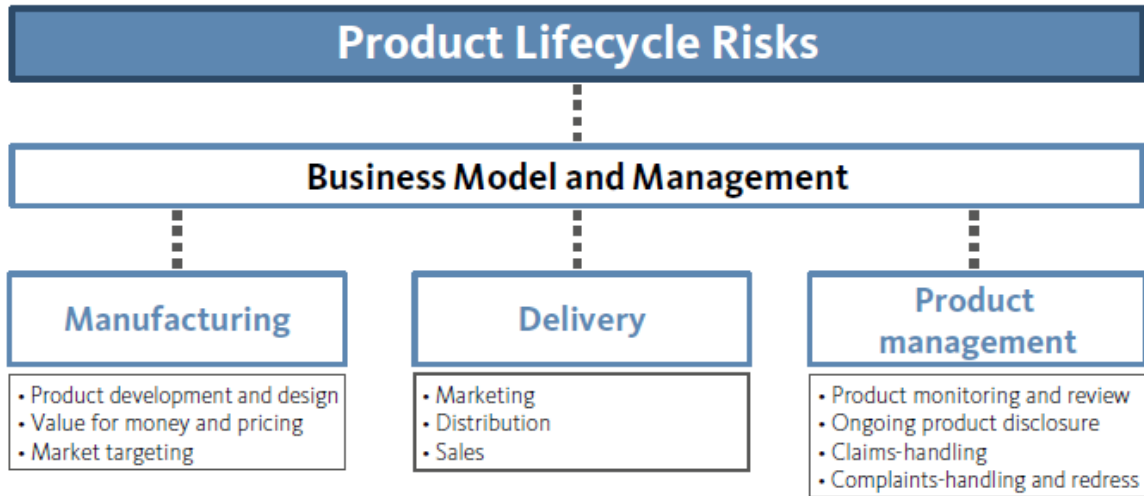 Product Lifecycle Risks
Business Model and Management
Manufacturing
• Product development and design
• Value for money and pricing
• Market targeting
Delivery
• Marketing
• Distribution
• Sales
Product
management
• Product monitoring and review
• Ongoing product disclosure
• Claims-handling
• Complaints-handling and redress